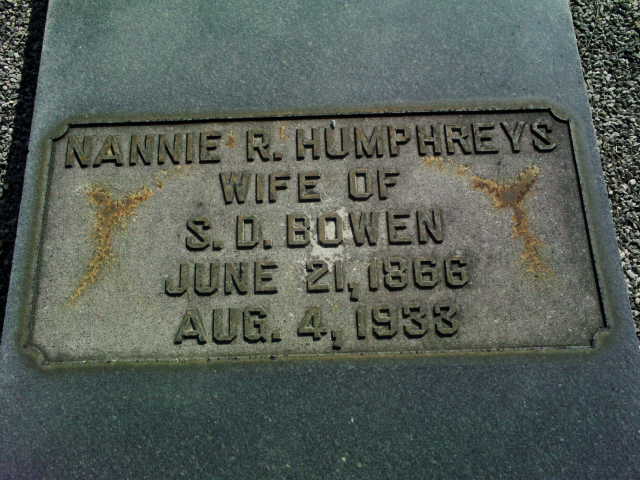 NANNIE R. HUMPHREYS
WIFE OF
S. D. BOWEN
JUNE 21, 1866
AUG. 4, 1933